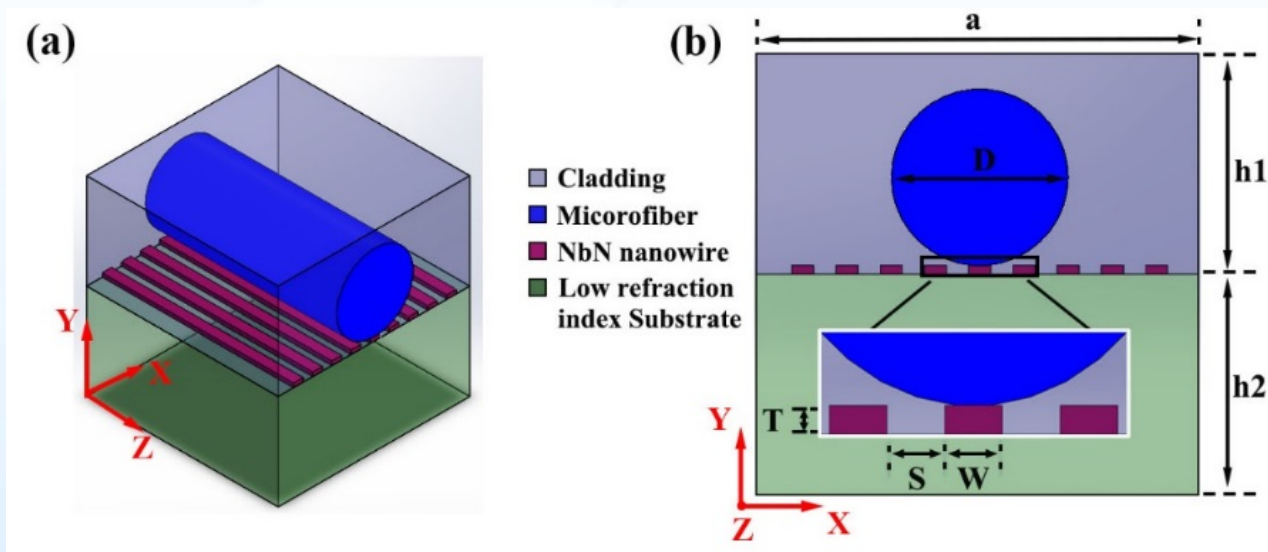 (a)
Y
X
Z
Cladding
Micorofiber
NbN nanowire
Low refraction
index Substrate
(b)
a
D
h1
h2
T
S
W
Y
Z
X